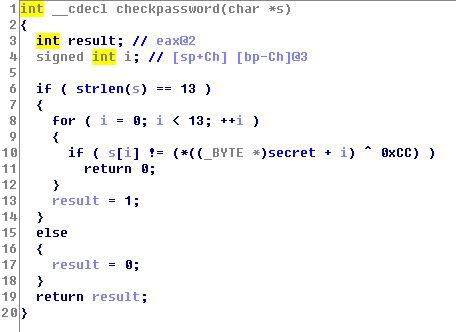 1 int __cdecl checkpassword(char *s)
2 {
3 int result; // eax@2
4 signed int i; // [sp+Ch] [bp-Ch]@3
5
6 if ( strlen(s) == 13 )
7 {
8 for ( i = 0; i < 13; ++i )
9 {
10 if ( s[i] != (*((_BYTE *)secret + i) ^ 0xCC) )
11 return 0;
12 }
13 result = 1;
14 }
15 else
16 {
17 result = 0;
18 }
19 return result;
20 }